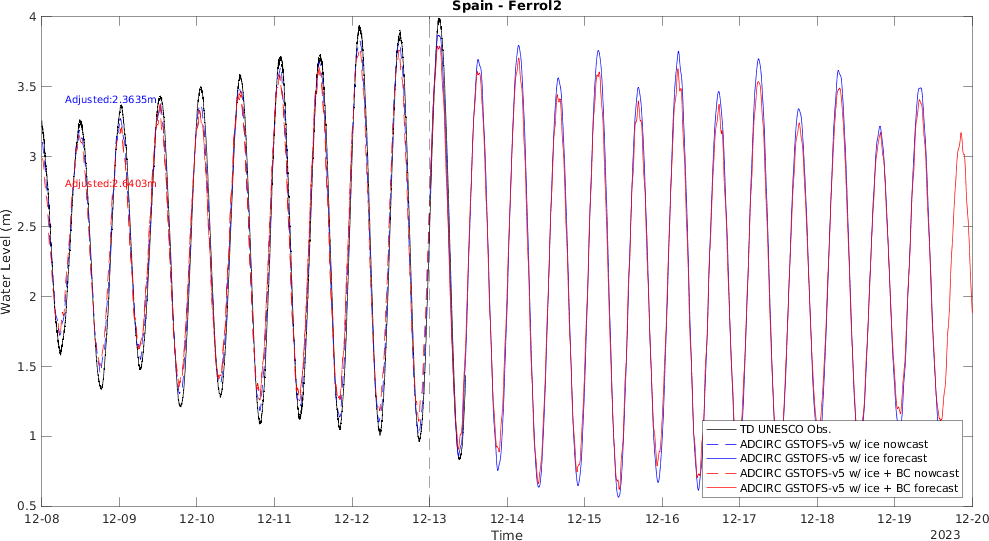 Spain - Ferrol2
4
3.5
3
2.5
2
1.5
1
0.5
Water Level (m)
Adjusted:2.3635m
Adjusted:2.6403m
TD UNESCO Obs.
ADCIRC GSTOFS-v5 w/ ice nowcast
ADCIRC GSTOFS-v5 w/ ice forecast
ADCIRC GSTOFS-v5 w/ ice + BC nowcast
ADCIRC GSTOFS-v5 w/ ice + BC forecast
12-08 12-09 12-10 12-11 12-12 12-13 12-14 12-15 12-16 12-17 12-18 12-19 12-20
Time
2023